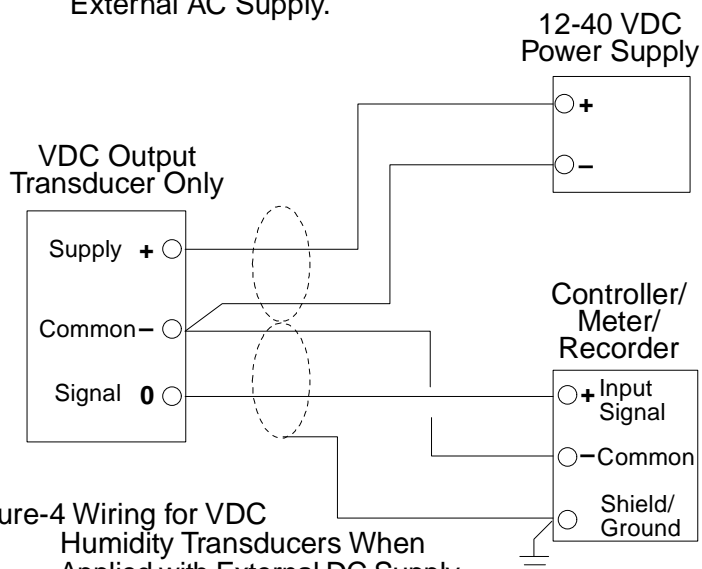 External AC Supply.
12-40 VDC
Power Supply
+
–
VDC Output
Transducer Only
Supply +
Common –
Signal 0
Controller/
Meter/
Recorder
+ Input
Signal
– Common
Shield/
Ground
ure-4 Wiring for VDC
Humidity Transducers When
Applied with External DC Supply